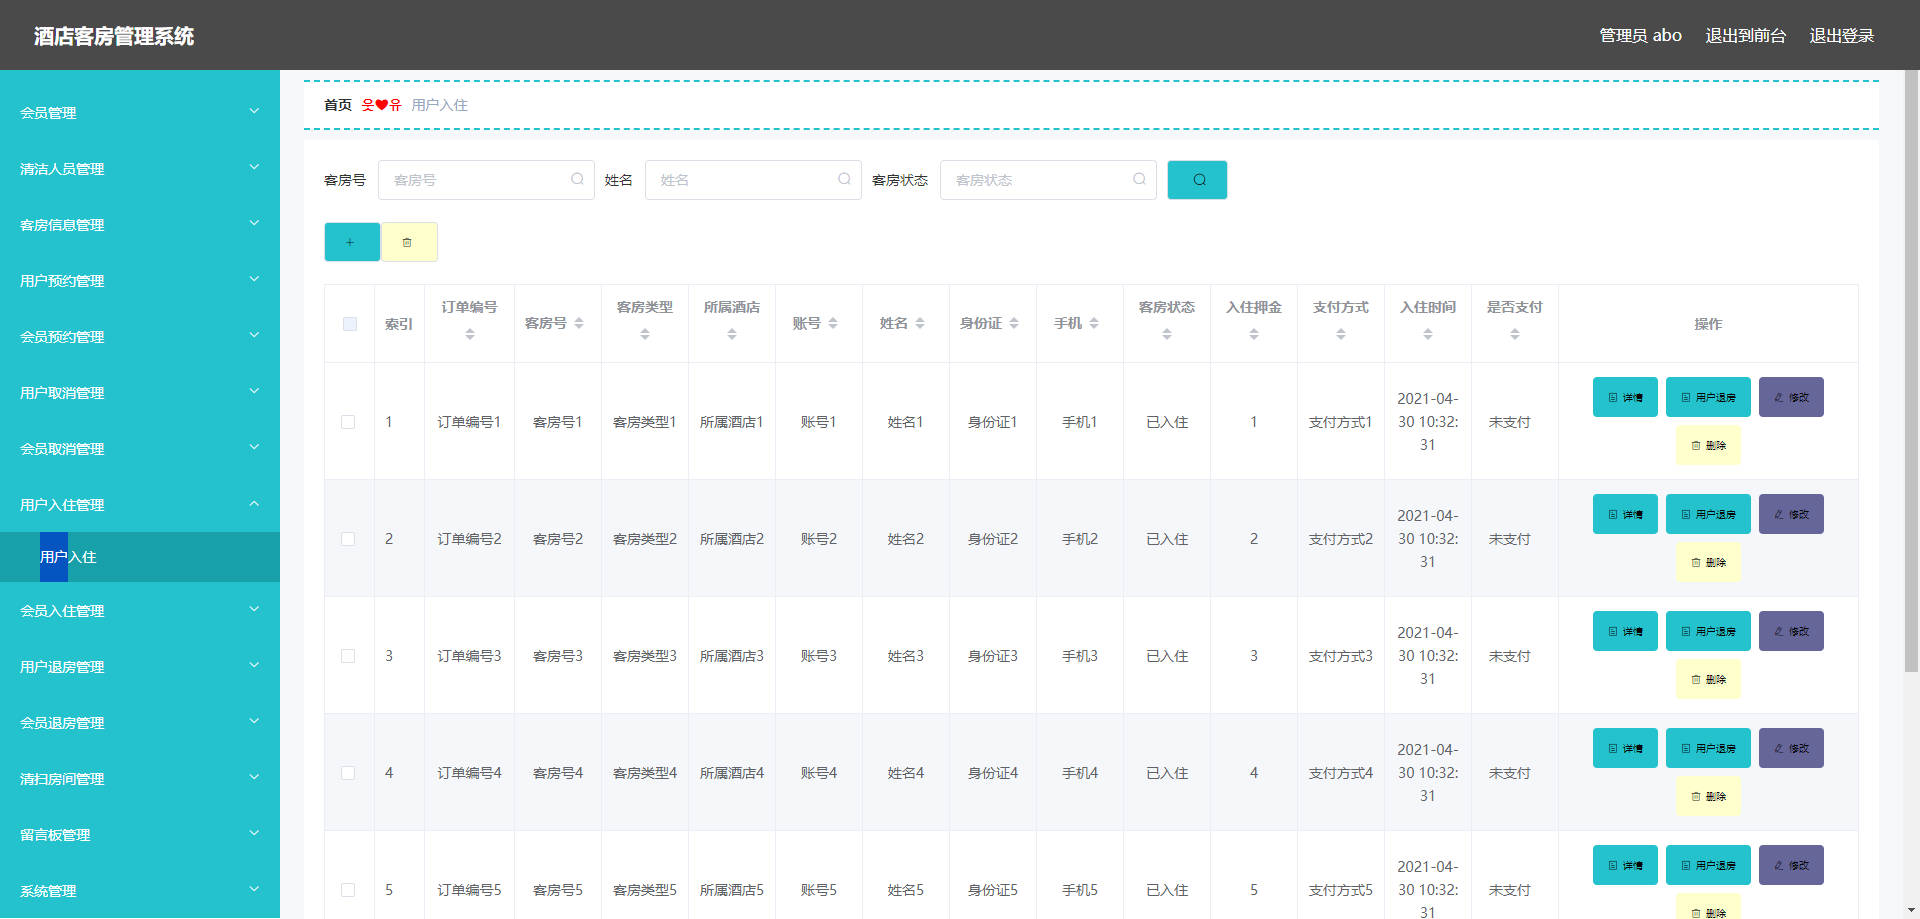 酒店客房管理系统
管理员 abo 退出到前台 退出登录
会员管理
清洁人员管理
客房信息管理
用户预约管理
会员预约管理
用户取消管理
会员取消管理
用户入住管理
用户入住
会员入住管理
用户退房管理
会员退房管理
清扫房间管理
留言板管理
系统管理
首页 웃❤유 用户入住
客房号 客房号 姓名 姓名 客房状态 客房状态
索引 订单编号 客房号 客房类型 所属酒店 账号 姓名 身份证 手机 客房状态 入住押金 支付方式 入住时间 是否支付 操作
1 订单编号1 客房号1 客房类型1 所属酒店1 账号1 姓名1 身份证1 手机1 已入住 1 支付方式1 2021-04-30 10:32:31 未支付 详情 用户退房 修改 删除
2 订单编号2 客房号2 客房类型2 所属酒店2 账号2 姓名2 身份证2 手机2 已入住 2 支付方式2 2021-04-30 10:32:31 未支付 详情 用户退房 修改 删除
3 订单编号3 客房号3 客房类型3 所属酒店3 账号3 姓名3 身份证3 手机3 已入住 3 支付方式3 2021-04-30 10:32:31 未支付 详情 用户退房 修改 删除
4 订单编号4 客房号4 客房类型4 所属酒店4 账号4 姓名4 身份证4 手机4 已入住 4 支付方式4 2021-04-30 10:32:31 未支付 详情 用户退房 修改 删除
5 订单编号5 客房号5 客房类型5 所属酒店5 账号5 姓名5 身份证5 手机5 已入住 5 支付方式5 2021-04-30 10:32:31 未支付 详情 用户退房 修改 删除